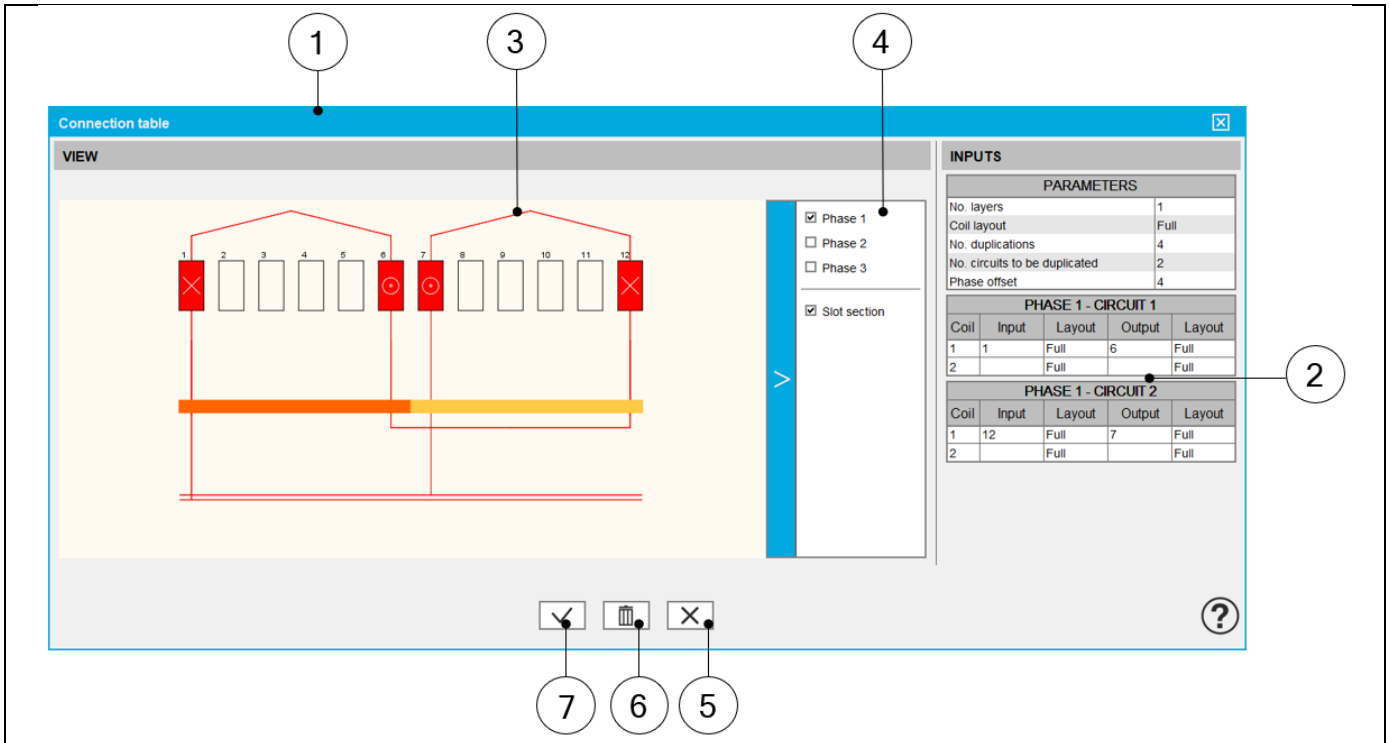 1 3 4
Connection table
VIEW
1 2 3 4 5 6 7 8 9 10 11 12
>
Phase 1
Phase 2
Phase 3
Slot section
INPUTS
PARAMETERS
No. layers 1
Coil layout Full
No. duplications 4
No. circuits to be duplicated 2
Phase offset 4
PHASE 1 - CIRCUIT 1
Coil Input Layout Output Layout
1 1 Full 6 Full
2 Full Full
PHASE 1 - CIRCUIT 2
Coil Input Layout Output Layout
1 12 Full 7 Full
2 Full Full
2
?
7 6 5